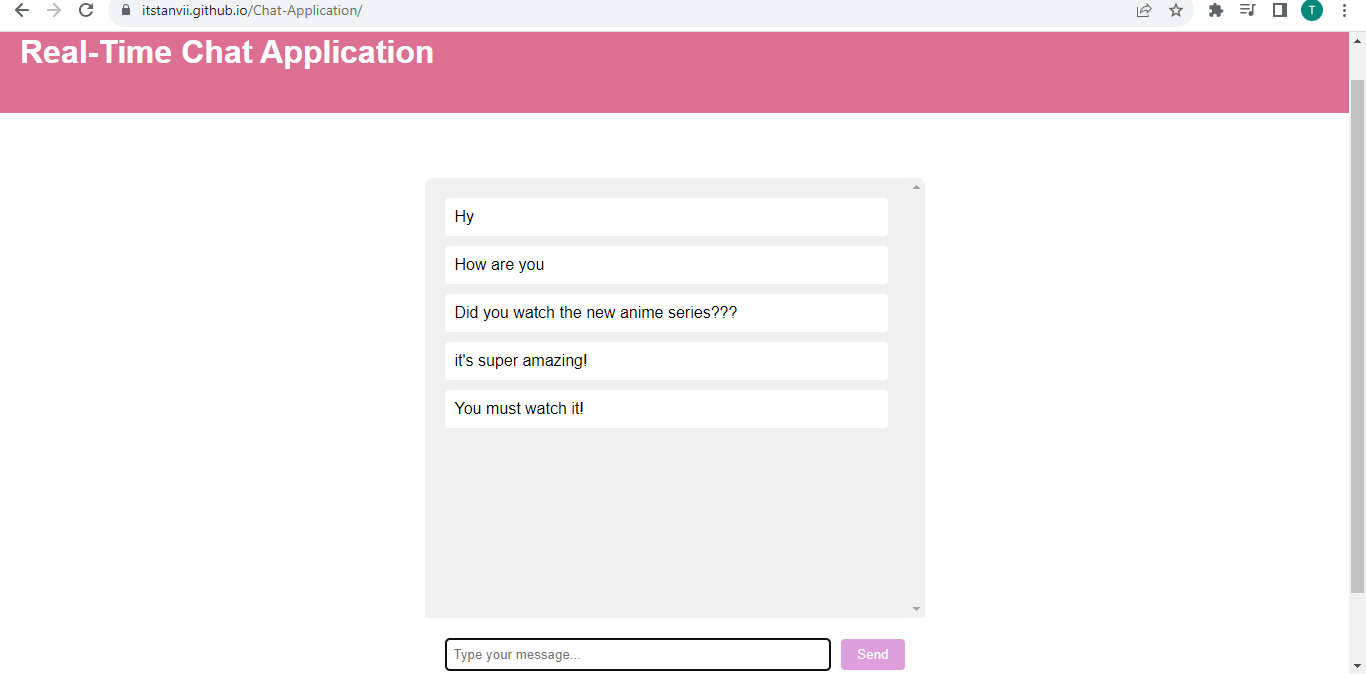 itstanvii.github.io/Chat-Application/
T
Real-Time Chat Application
Hy
How are you
Did you watch the new anime series???
it's super amazing!
You must watch it!
Type your message...
Send